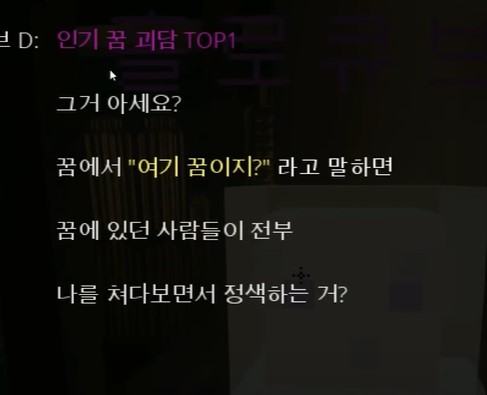 브 D: 인기 꿈 괴담 TOP1
그거 아세요?
꿈에서 "여기 꿈이지?" 라고 말하면
꿈에 있던 사람들이 전부
나를 쳐다보면서 정색하는 거?